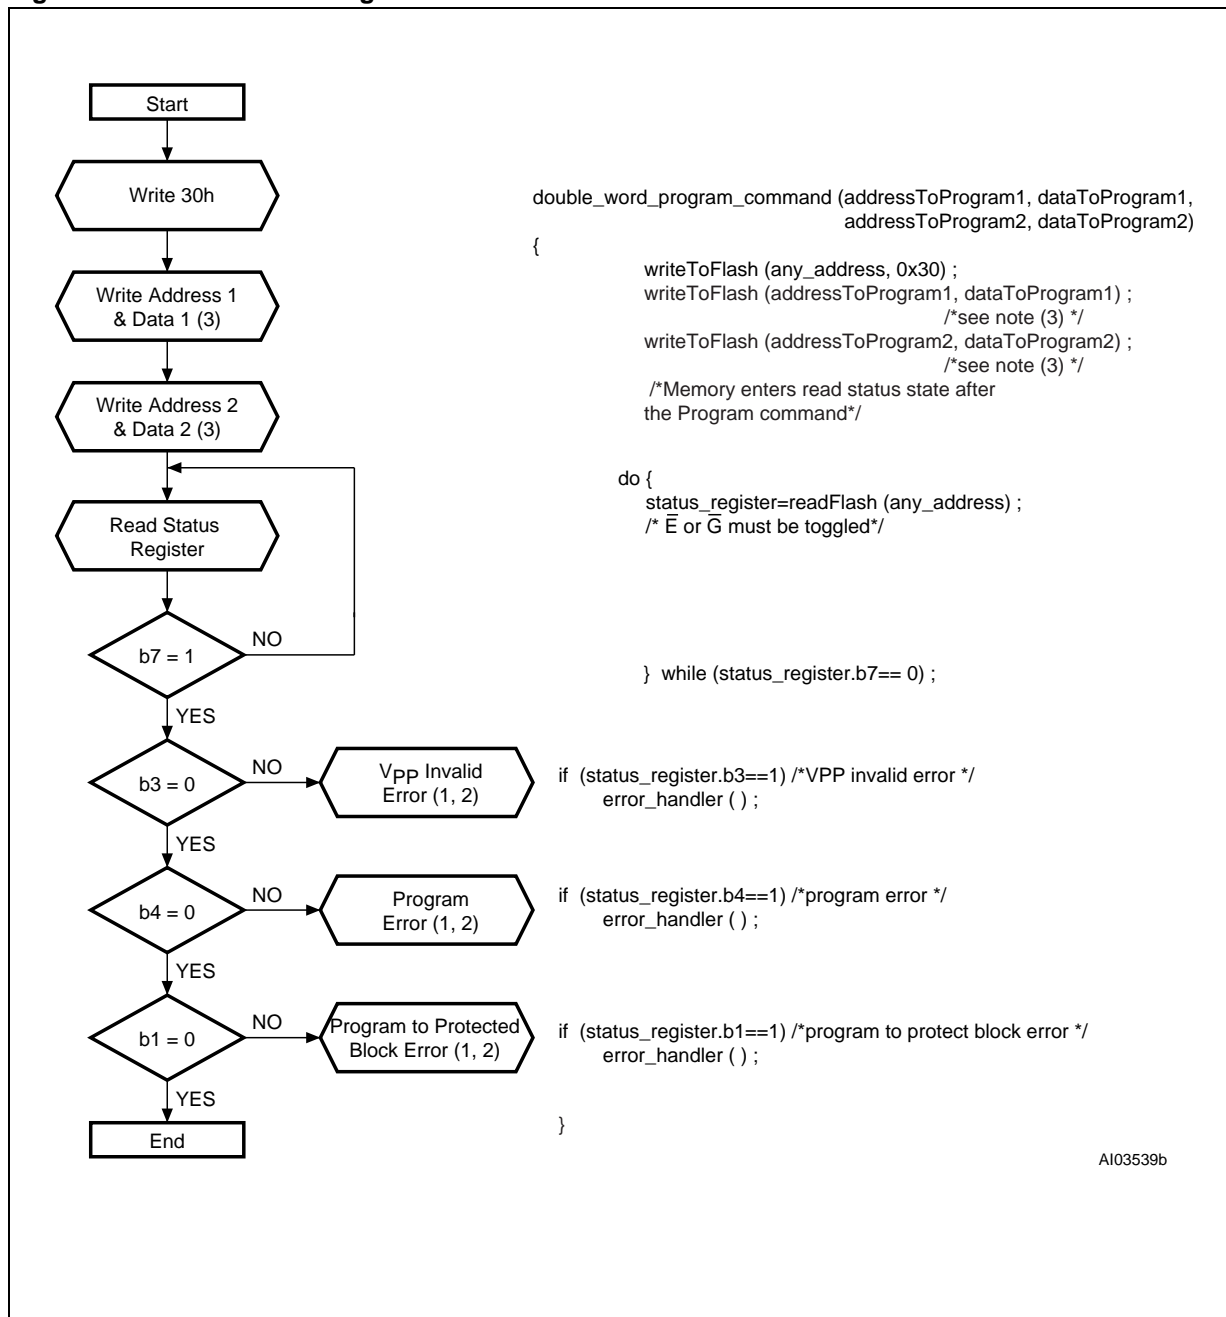 Start
Write 30h
Write Address 1
& Data 1 (3)
Write Address 2
& Data 2 (3)
Read Status
Register
b7 = 1
NO
YES
b3 = 0
NO
VPP Invalid
Error (1, 2)
YES
b4 = 0
NO
Program
Error (1, 2)
YES
b1 = 0
NO
Program to Protected
Block Error (1, 2)
YES
End
double_word_program_command (addressToProgram1, dataToProgram1,
addressToProgram2, dataToProgram2)
{
writeToFlash (any_address, 0x30) ;
writeToFlash (addressToProgram1, dataToProgram1) ;
/*see note (3) */
writeToFlash (addressToProgram2, dataToProgram2) ;
/*see note (3) */
/*Memory enters read status state after
the Program command*/
do {
status_register=readFlash (any_address) ;
/* E̅ or G̅ must be toggled*/
} while (status_register.b7== 0) ;
if (status_register.b3==1) /*VPP invalid error */
error_handler ( ) ;
if (status_register.b4==1) /*program error */
error_handler ( ) ;
if (status_register.b1==1) /*program to protect block error */
error_handler ( ) ;
}
AI03539b